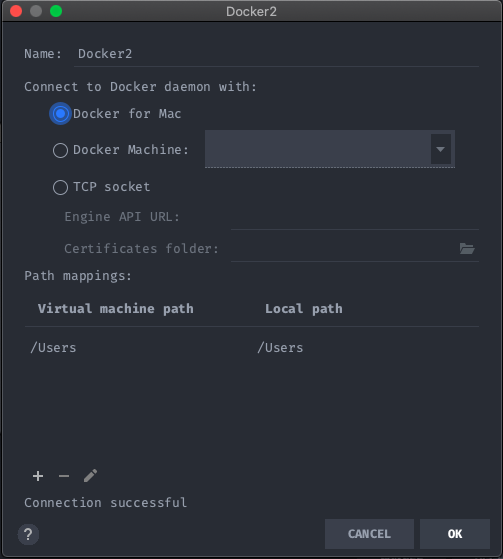 Docker2
Name: Docker2
Connect to Docker daemon with:
Docker for Mac
Docker Machine:
TCP socket
Engine API URL:
Certificates folder:
Path mappings:
Virtual machine path Local path
/Users /Users
Connection successful
? CANCEL OK